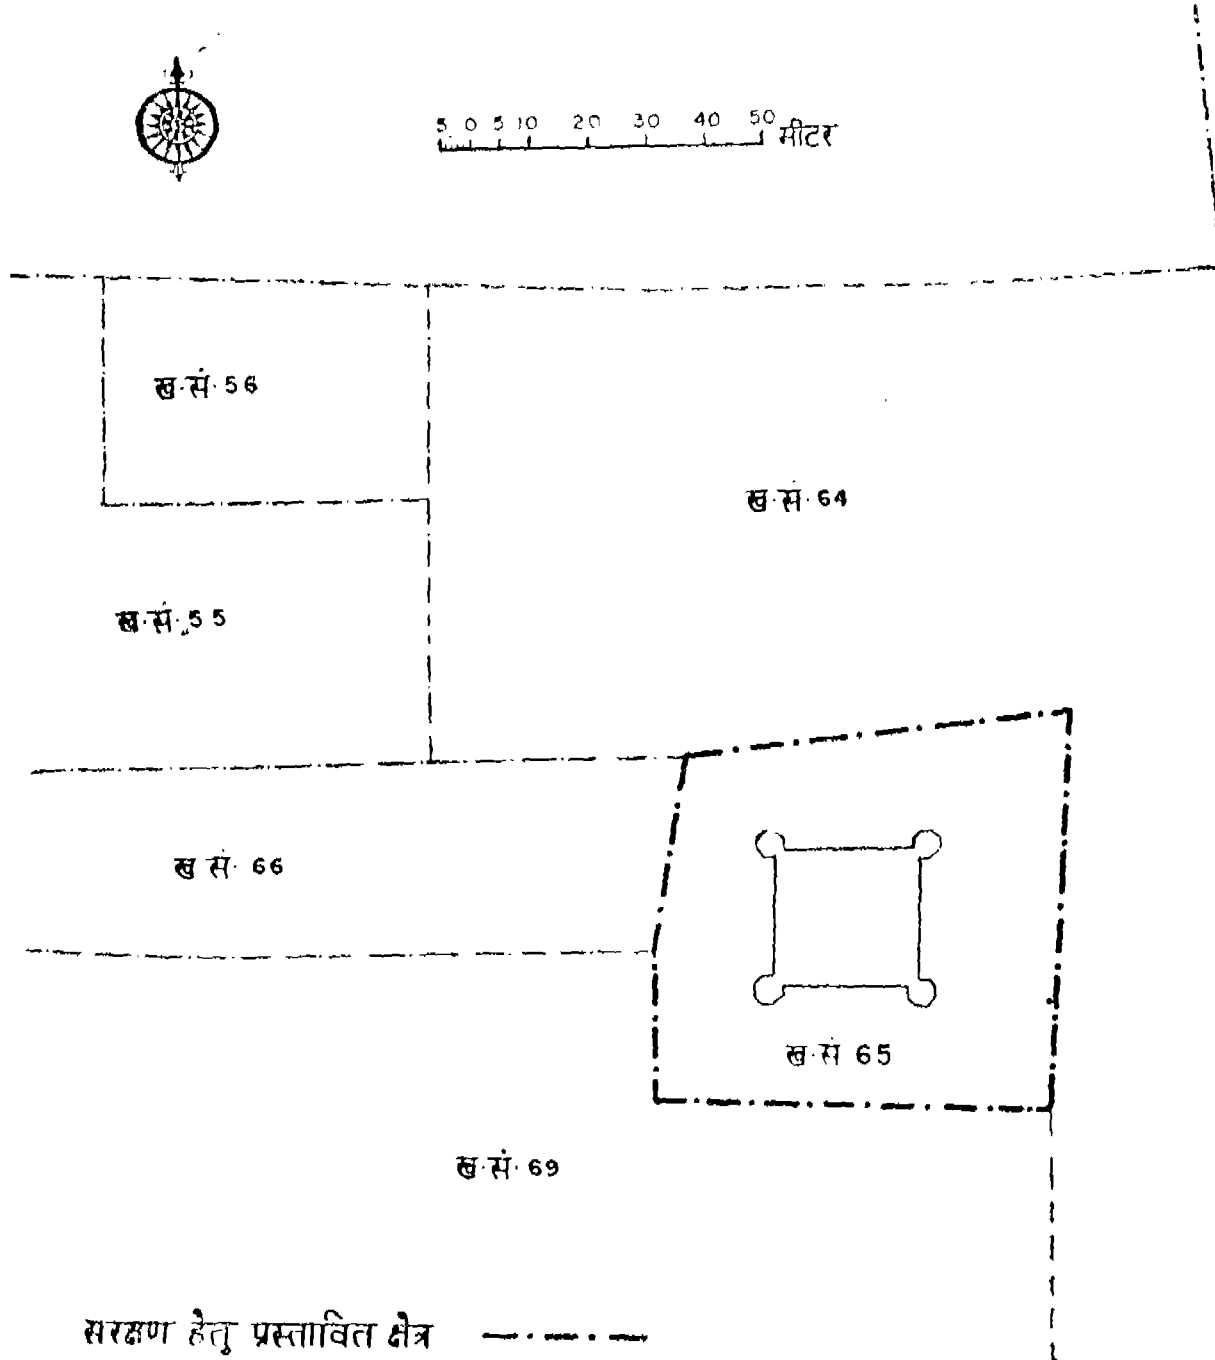 5 0 5 10 20 30 40 50 मीटर
ख.सं. 56
ख.सं. 64
ख.सं. 55
ख सं. 66
ख.सं 65
ख.सं. 69
सरक्षण हेतु प्रस्तावित क्षेत्र